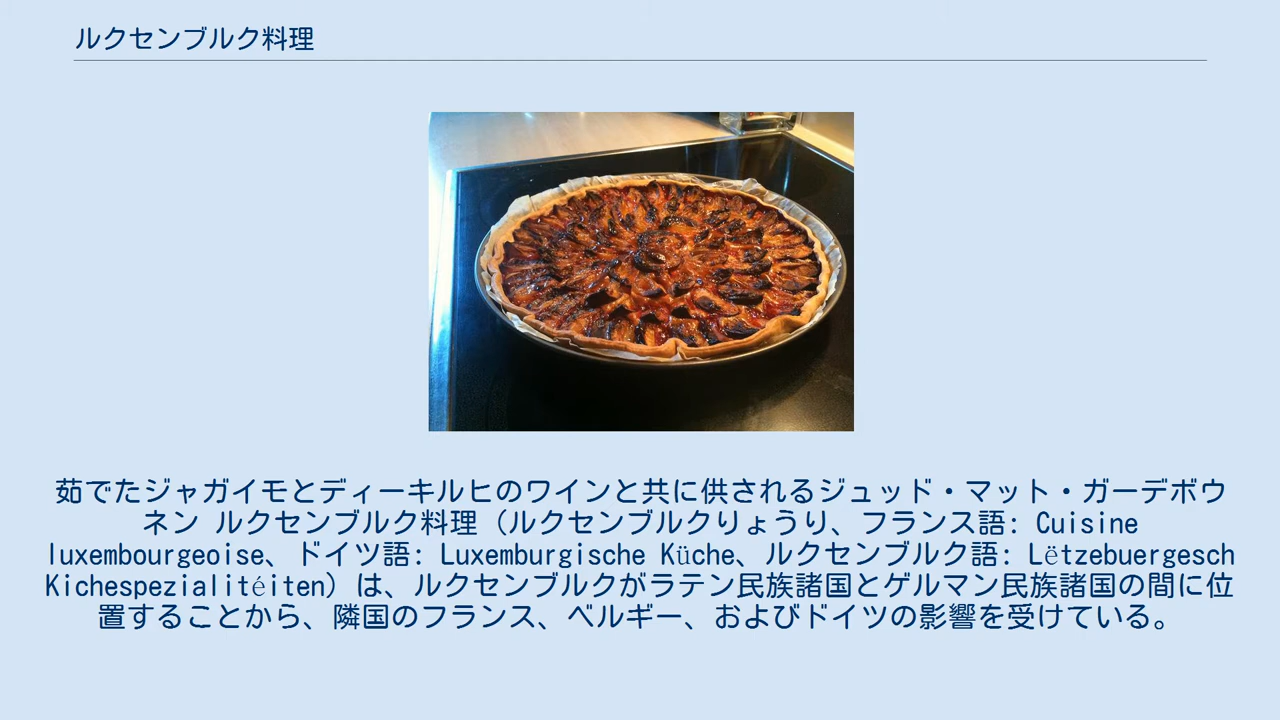 ルクセンブルク料理
茹でたジャガイモとディーキルヒのワインと共に供されるジュッド・マット・ガーデボウ
ネン ルクセンブルク料理（ルクセンブルクりょうり、フランス語: Cuisine
luxembourgeoise、ドイツ語: Luxemburgische Küche、ルクセンブルク語: Lëtzebuergesch
Kichespezialitéiten）は、ルクセンブルクがラテン民族諸国とゲルマン民族諸国の間に位
置することから、隣国のフランス、ベルギー、およびドイツの影響を受けている。